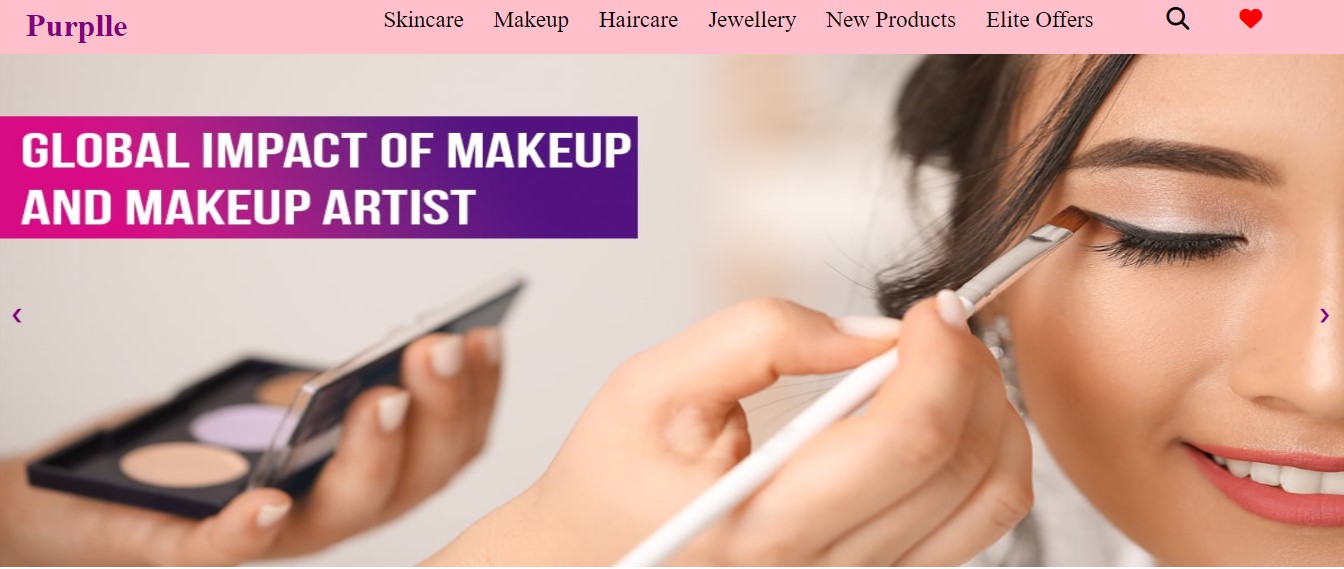 Purplle
Skincare Makeup Haircare Jewellery New Products Elite Offers
GLOBAL IMPACT OF MAKEUP
AND MAKEUP ARTIST